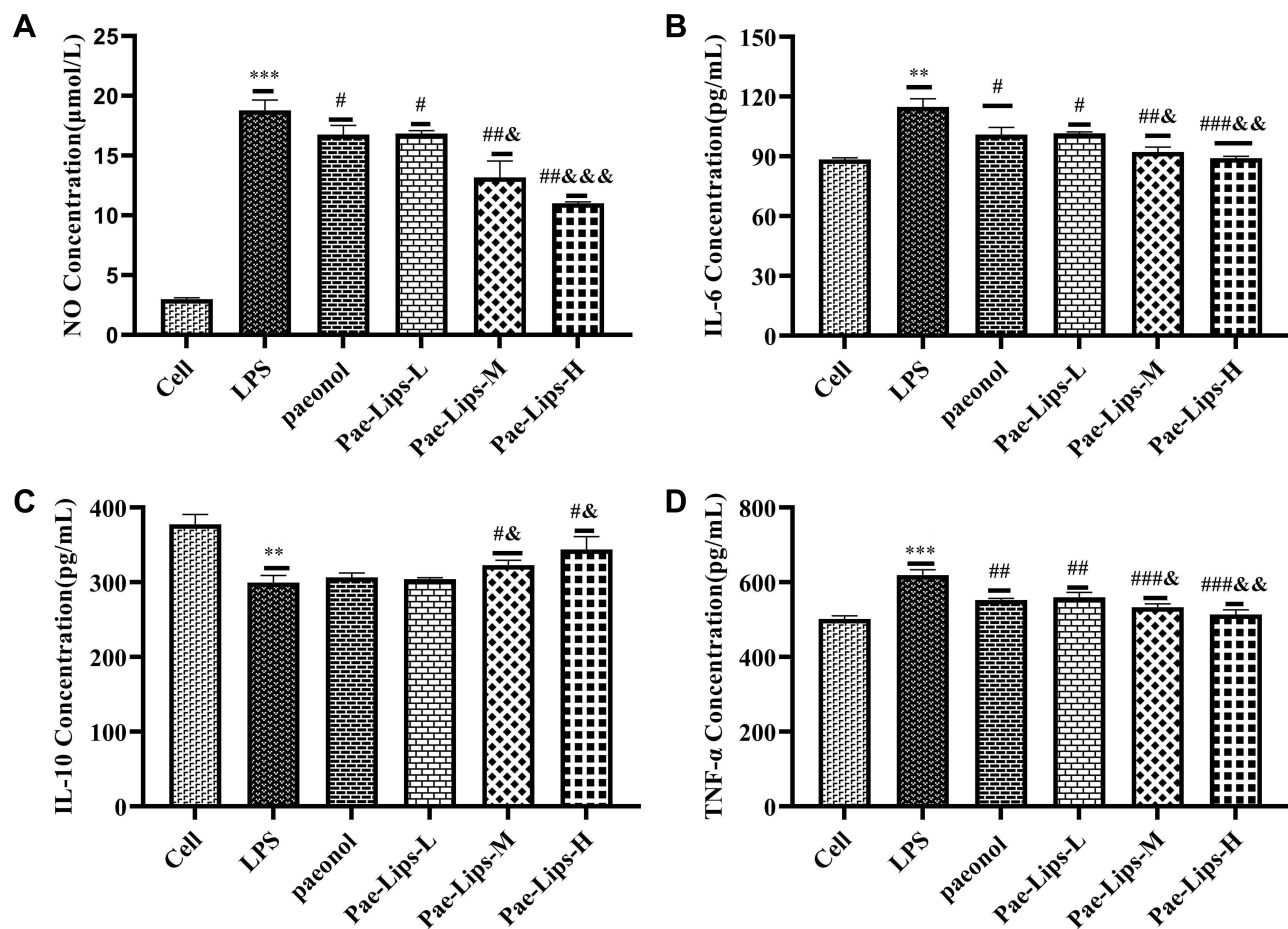 A
NO Concentration(μmol/L)
25
20
15
10
5
0
***
#
#
##&
##&&&
Cell
LPS
paeonol
Pae-Lips-L
Pae-Lips-M
Pae-Lips-H
B
IL-6 Concentration(pg/mL)
150
120
90
60
30
0
**
#
#
##&
###&&
Cell
LPS
paeonol
Pae-Lips-L
Pae-Lips-M
Pae-Lips-H
C
IL-10 Concentration(pg/mL)
400
300
200
100
0
**
#&
#&
Cell
LPS
paeonol
Pae-Lips-L
Pae-Lips-M
Pae-Lips-H
D
TNF-α Concentration(pg/mL)
800
600
400
200
0
***
##
##
###&
###&&
Cell
LPS
paeonol
Pae-Lips-L
Pae-Lips-M
Pae-Lips-H